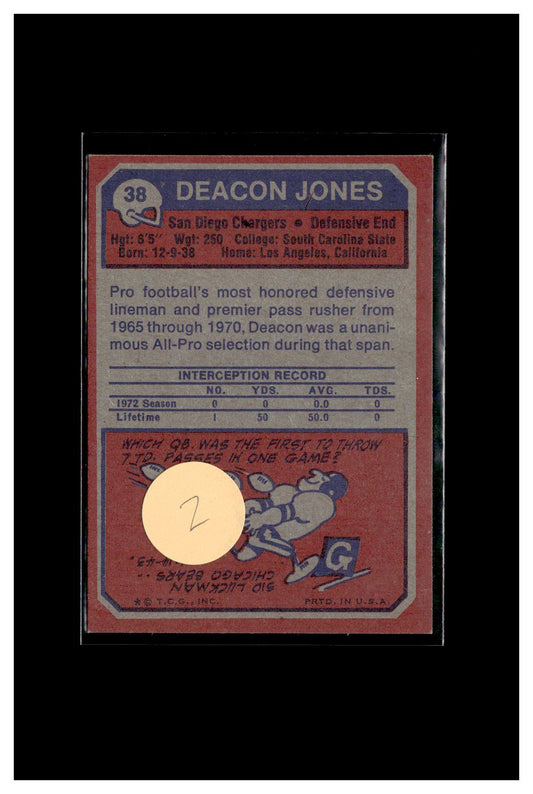 38
DEACON JONES
San Diego Chargers • Defensive End
Hgt: 6'5" Wgt: 250 College: South Carolina State
Born: 12-9-38 Home: Los Angeles, California
Pro football's most honored defensive
lineman and premier pass rusher from
1965 through 1970, Deacon was a unani-
mous All-Pro selection during that span.
INTERCEPTION RECORD
NO. YDS. AVG. TDS.
1972 Season 0 0 0.0 0
Lifetime 1 50 50.0 0
WHICH QB. WAS THE FIRST TO THROW
7 TD. PASSES IN ONE GAME?
2
G
SID LUCKMAN
CHICAGO BEARS..
-43.
*© T.C.G., INC. PRTD. IN U.S.A.